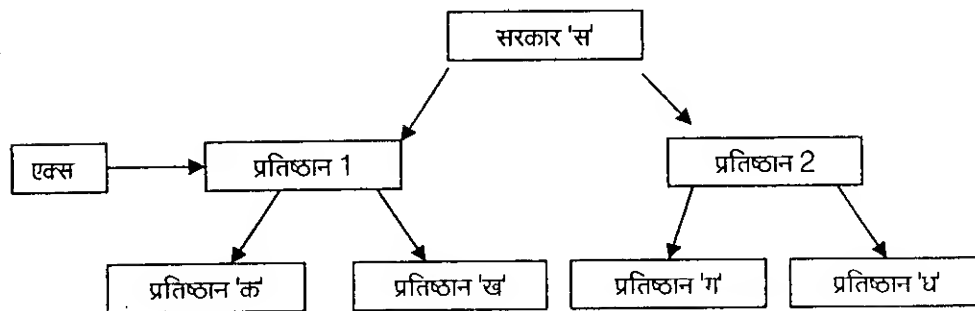 सरकार 'स'
एक्स
प्रतिष्ठान 1
प्रतिष्ठान 2
प्रतिष्ठान 'क'
प्रतिष्ठान 'ख'
प्रतिष्ठान 'ग'
प्रतिष्ठान 'ध'